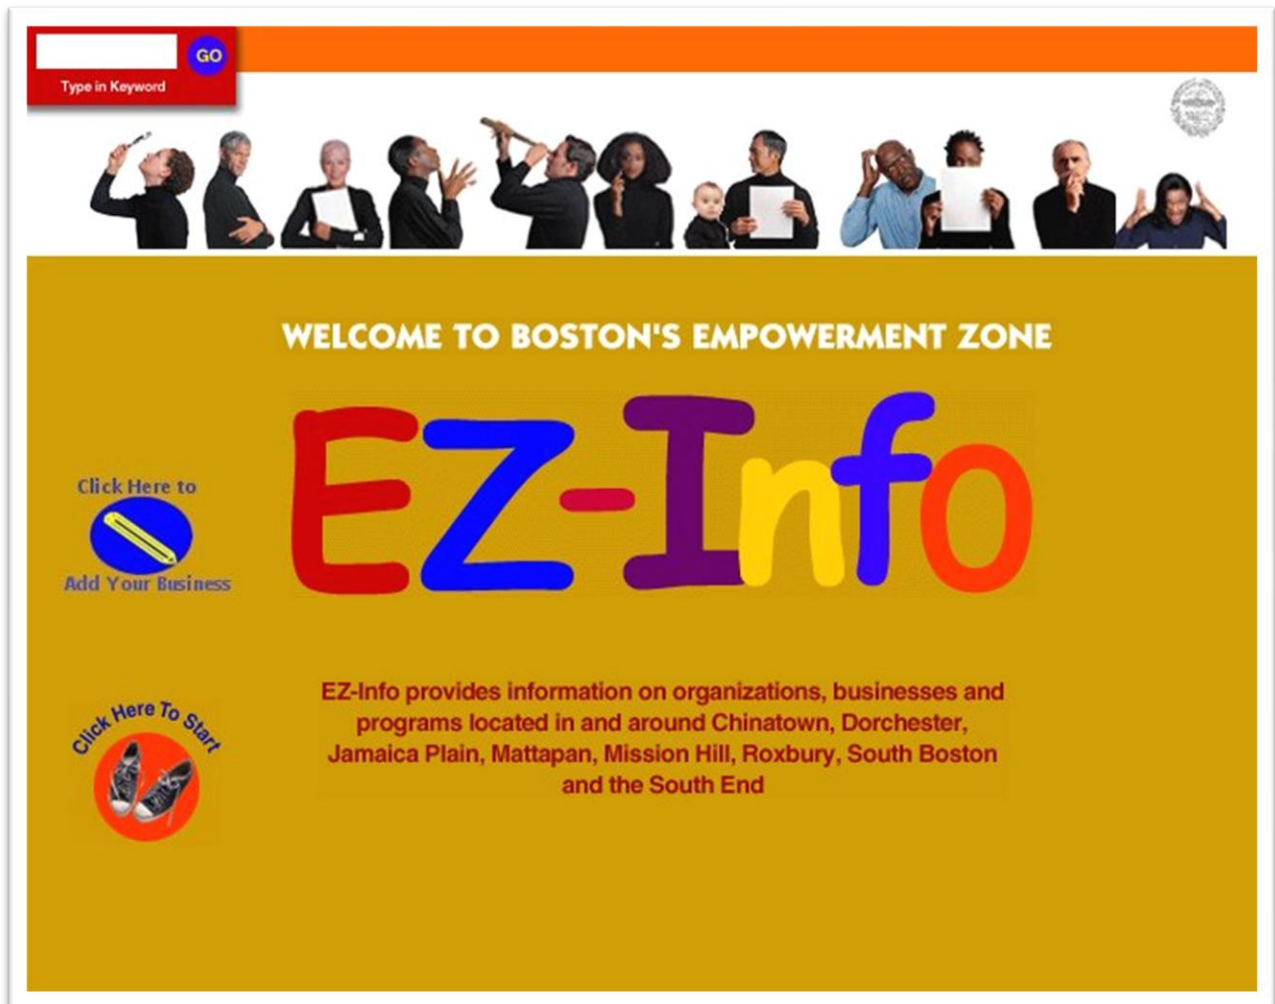 GO
Type in Keyword
WELCOME TO BOSTON'S EMPOWERMENT ZONE
EZ-Info
Click Here to
Add Your Business
Click Here To Start
EZ-Info provides information on organizations, businesses and
programs located in and around Chinatown, Dorchester,
Jamaica Plain, Mattapan, Mission Hill, Roxbury, South Boston
and the South End